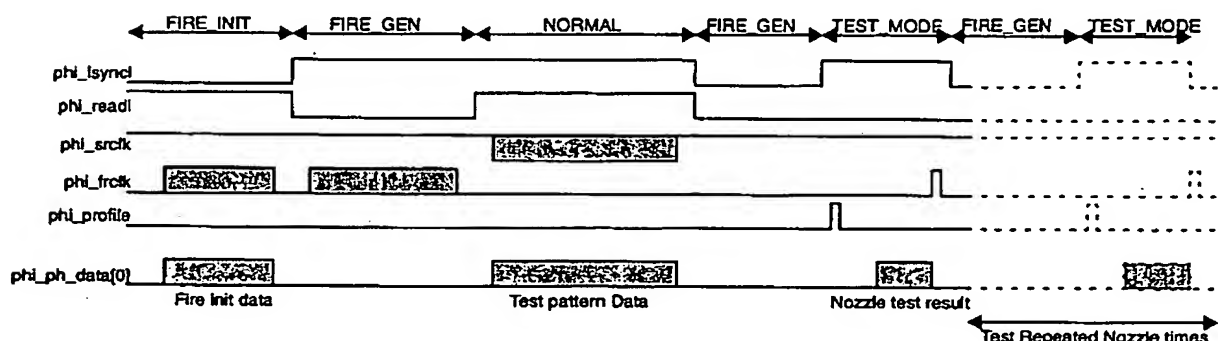 FIRE_INIT FIRE_GEN NORMAL FIRE_GEN TEST_MODE FIRE_GEN TEST_MODE
phi_lsyncl
phi_readl
phi_srclk
phi_frclk
phi_profile
phi_ph_data[0]
Fire Init data Test pattern Data Nozzle test result
Test Repeated Nozzle times